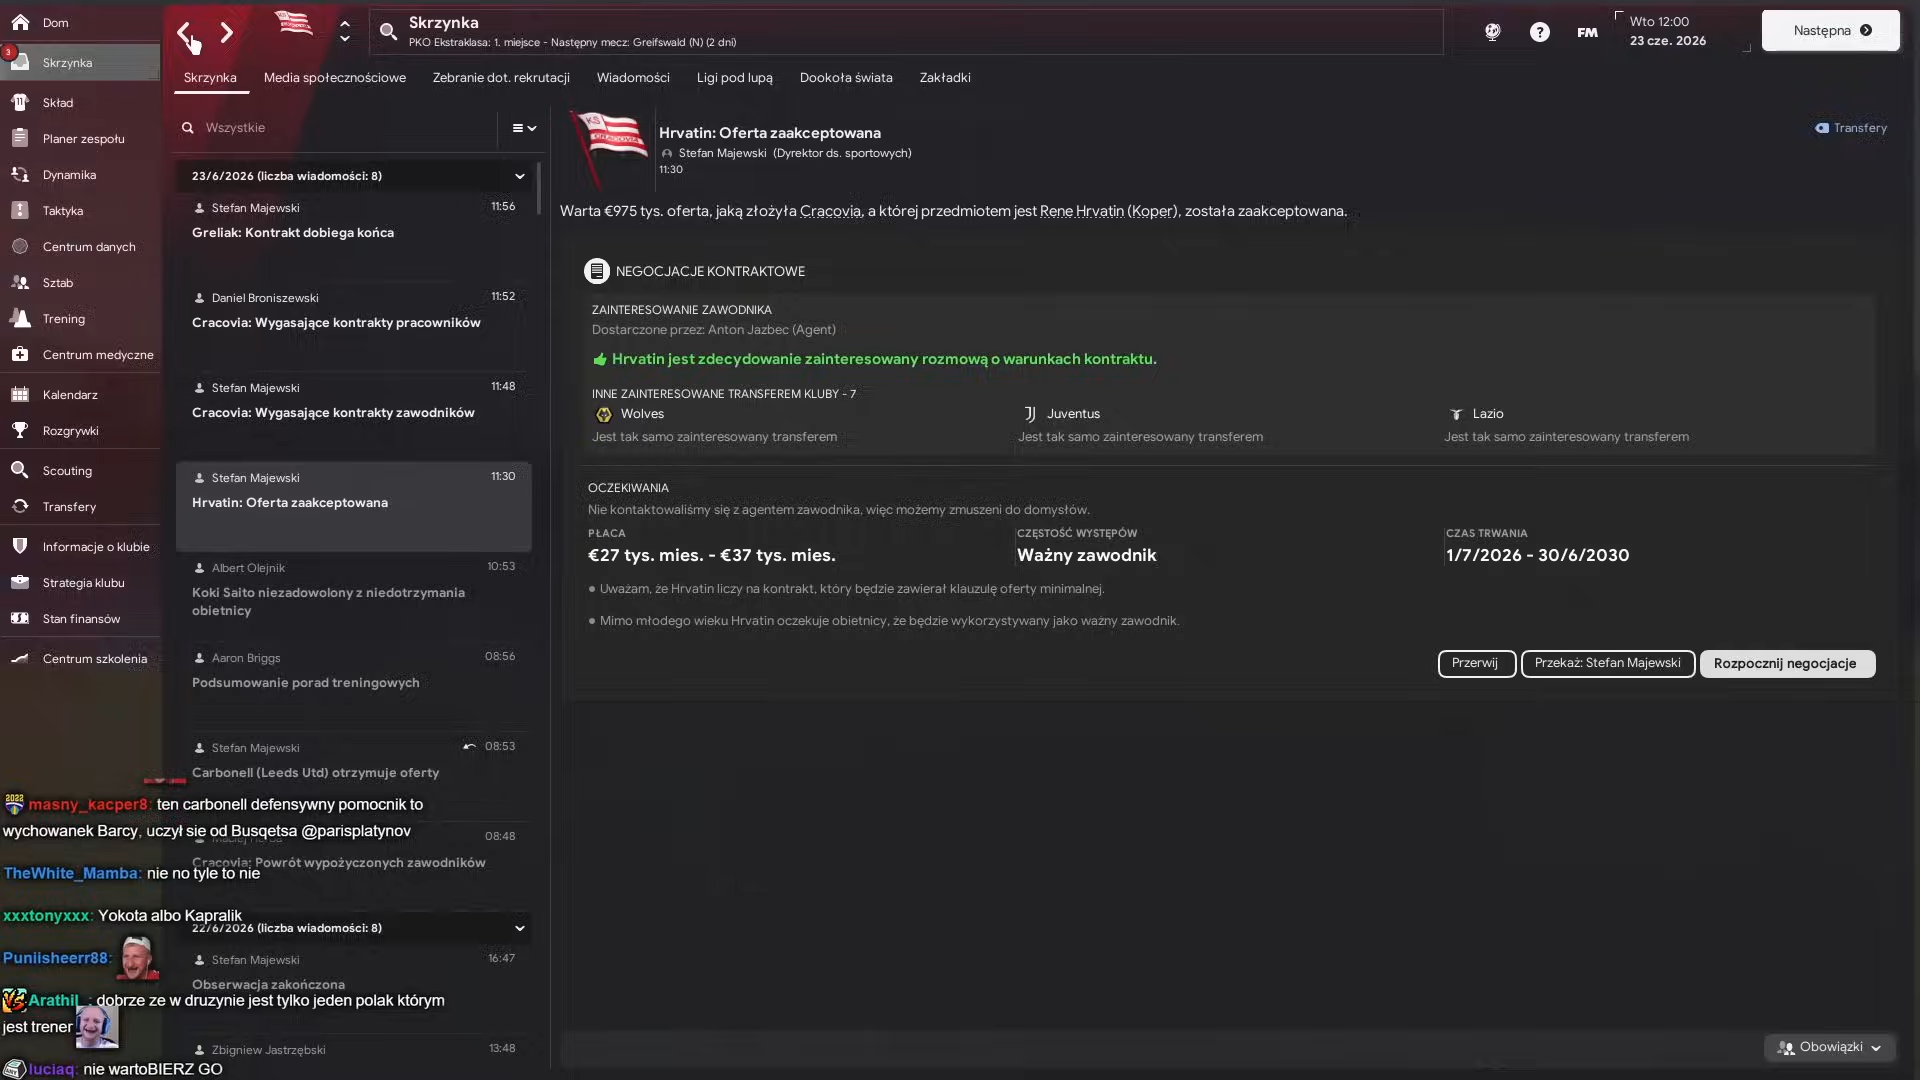 Dom
3
Skrzynka
Skład
Planer zespołu
Dynamika
Taktyka
Centrum danych
Sztab
Trening
Centrum medyczne
Kalendarz
Rozgrywki
Scouting
Transfery
Informacje o klubie
Strategia klubu
Stan finansów
Centrum szkolenia
Skrzynka
PKO Ekstraklasa: 1. miejsce - Następny mecz: Greifswald (N) (2 dni)
FM
Wto 12:00
23 cze. 2026
Następna
Skrzynka
Media społecznościowe
Zebranie dot. rekrutacji
Wiadomości
Ligi pod lupą
Dookoła świata
Zakładki
Wszystkie
23/6/2026 (liczba wiadomości: 8)
Stefan Majewski 11:56
Greliak: Kontrakt dobiega końca
Daniel Broniszewski 11:52
Cracovia: Wygasające kontrakty pracowników
Stefan Majewski 11:48
Cracovia: Wygasające kontrakty zawodników
Stefan Majewski 11:30
Hrvatin: Oferta zaakceptowana
Albert Olejnik 10:53
Koki Saito niezadowolony z niedotrzymania
obietnicy
Aaron Briggs 08:56
Podsumowanie porad treningowych
Stefan Majewski 08:53
Carbonell (Leeds Utd) otrzymuje oferty
08:48
Cracovia: Powrót wypożyczonych zawodników
22/6/2026 (liczba wiadomości: 8)
Stefan Majewski 16:47
Obserwacja zakończona
Zbigniew Jastrzębski 13:48
KS
CRACOVIA
Hrvatin: Oferta zaakceptowana
Stefan Majewski (Dyrektor ds. sportowych)
11:30
Transfery
Warta €975 tys. oferta, jaką złożyła Cracovia, a której przedmiotem jest Rene Hrvatin (Koper), została zaakceptowana.
NEGOCJACJE KONTRAKTOWE
ZAINTERESOWANIE ZAWODNIKA
Dostarczone przez: Anton Jazbec (Agent)
Hrvatin jest zdecydowanie zainteresowany rozmową o warunkach kontraktu.
INNE ZAINTERESOWANE TRANSFEREM KLUBY - 7
Wolves
Jest tak samo zainteresowany transferem
Juventus
Jest tak samo zainteresowany transferem
Lazio
Jest tak samo zainteresowany transferem
OCZEKIWANIA
Nie kontaktowaliśmy się z agentem zawodnika, więc możemy zmuszeni do domysłów.
PŁACA
€27 tys. mies. - €37 tys. mies.
CZĘSTOŚĆ WYSTĘPÓW
Ważny zawodnik
CZAS TRWANIA
1/7/2026 - 30/6/2030
• Uważam, że Hrvatin liczy na kontrakt, który będzie zawierał klauzulę oferty minimalnej.
• Mimo młodego wieku Hrvatin oczekuje obietnicy, że będzie wykorzystywany jako ważny zawodnik.
Przerwij
Przekaż: Stefan Majewski
Rozpocznij negocjacje
Obowiązki
2022 masny_kacper8: ten carbonell defensywny pomocnik to
wychowanek Barcy, uczył sie od Busqetsa @parisplatynov
TheWhite_Mamba: nie no tyle to nie
xxxtonyxxx: Yokota albo Kapralik
Puniisheerr88:
Arathil_: dobrze ze w druzynie jest tylko jeden polak którym
jest trener
luciaq: nie wartoBIERZ GO